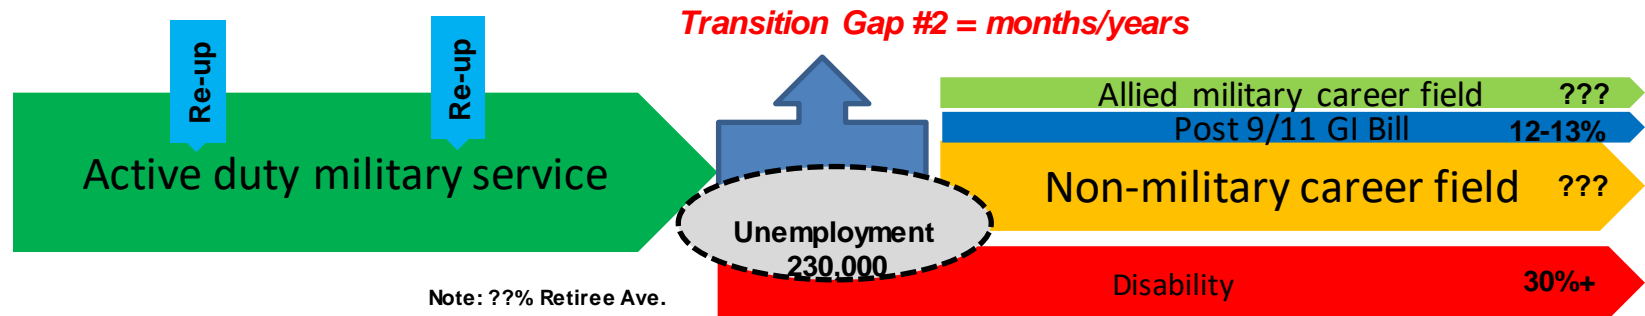 Transition Gap #2 = months/years
Re-up
Re-up
Active duty military service
Unemployment
230,000
Allied military career field ???
Post 9/11 GI Bill 12-13%
Non-military career field ???
Disability 30%+
Note: ??% Retiree Ave.